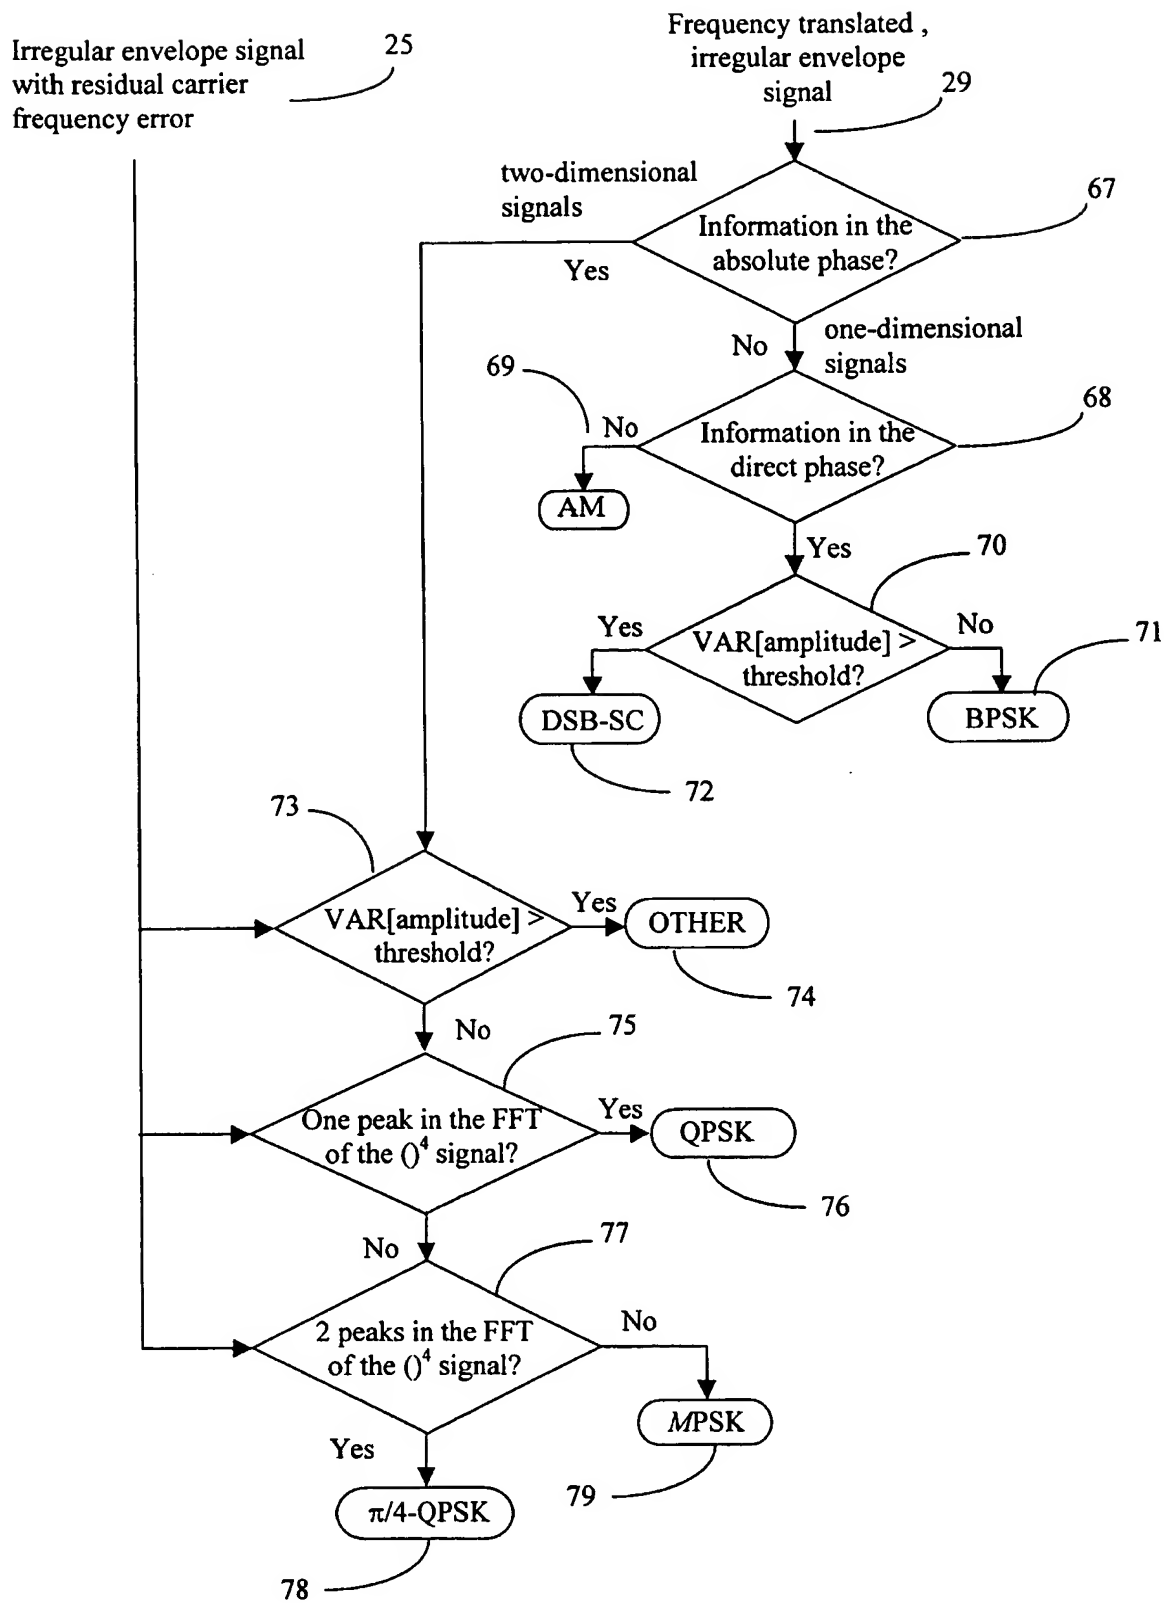 Irregular envelope signal
with residual carrier
frequency error
25
Frequency translated ,
irregular envelope
signal
29
two-dimensional
signals
67
Information in the
absolute phase?
Yes
No
one-dimensional
signals
69
68
No
Information in the
direct phase?
AM
Yes
70
Yes
VAR[amplitude] >
threshold?
No
71
DSB-SC
BPSK
72
73
VAR[amplitude] >
threshold?
Yes
OTHER
74
No
75
One peak in the FFT
of the ()⁴ signal?
Yes
QPSK
76
No
77
2 peaks in the FFT
of the ()⁴ signal?
No
MPSK
Yes
79
π/4-QPSK
78